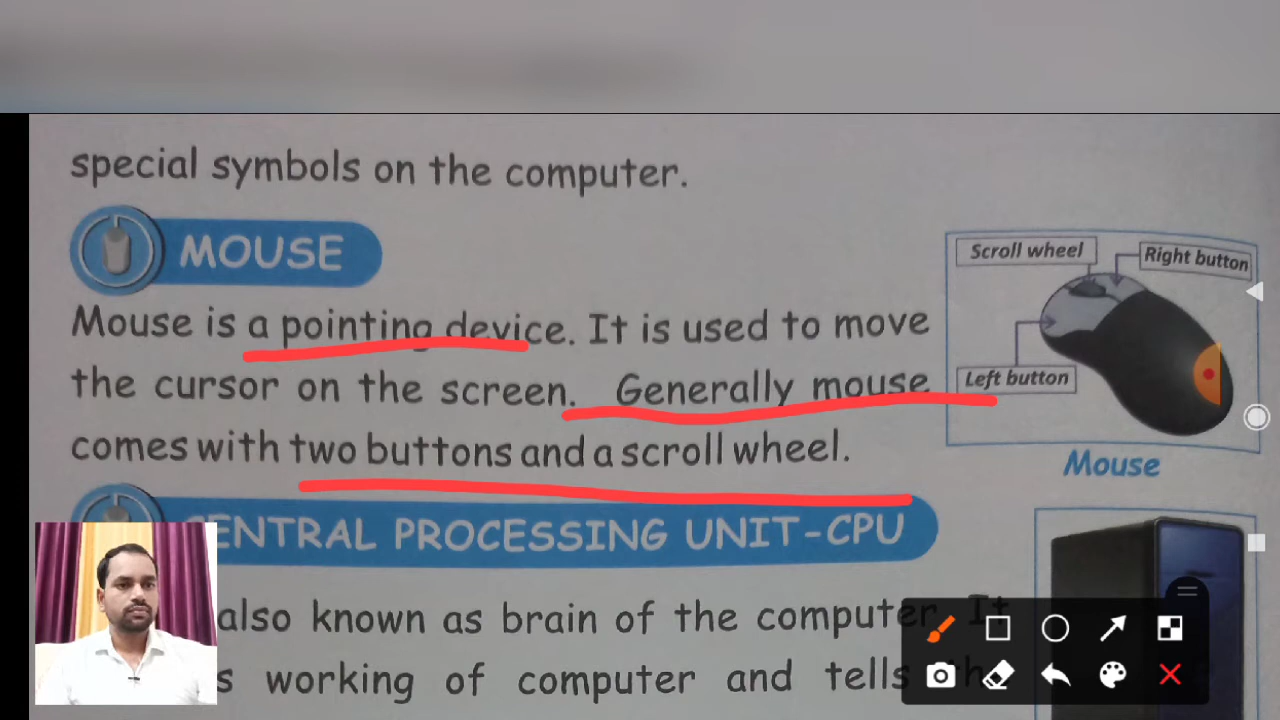 special symbols on the computer.
MOUSE
Mouse is a pointing device. It is used to move
the cursor on the screen. Generally mouse
comes with two buttons and a scroll wheel.
Scroll wheel
Right button
Left button
Mouse
CENTRAL PROCESSING UNIT-CPU
also known as brain of the computer. It
working of computer and tells the